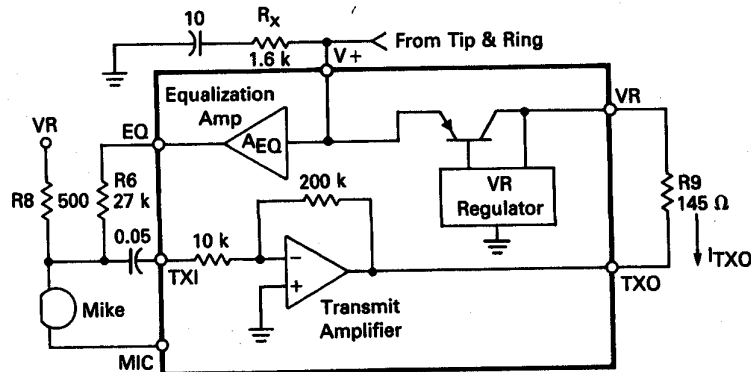 10
Rx
1.6 k
V +
From Tip & Ring
Equalization
Amp
VR
EQ
AEQ
VR
R8
500
R6
27 k
200 k
VR
Regulator
R9
145 Ω
0.05
10 k
TXI
−
+
ITXO
TXO
Mike
Transmit
Amplifier
MIC